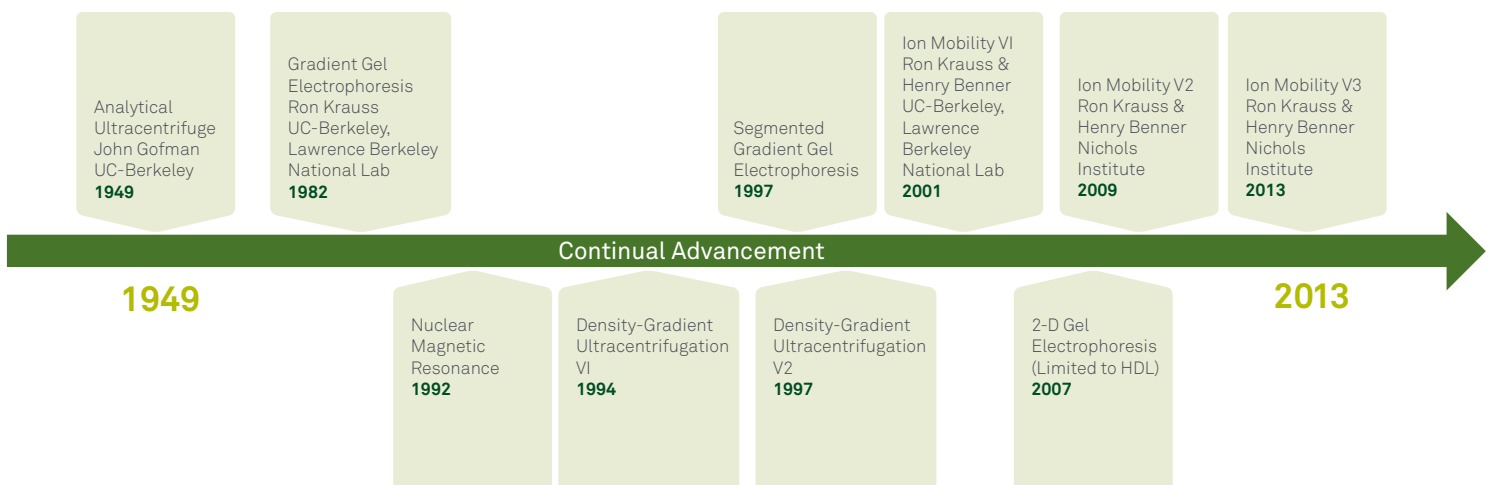 Analytical
Ultracentrifuge
John Gofman
UC-Berkeley
1949
Gradient Gel
Electrophoresis
Ron Krauss
UC-Berkeley,
Lawrence Berkeley
National Lab
1982
Segmented
Gradient Gel
Electrophoresis
1997
Ion Mobility VI
Ron Krauss &
Henry Benner
UC-Berkeley,
Lawrence
Berkeley
National Lab
2001
Ion Mobility V2
Ron Krauss &
Henry Benner
Nichols
Institute
2009
Ion Mobility V3
Ron Krauss &
Henry Benner
Nichols
Institute
2013
Continual Advancement
1949
2013
Nuclear
Magnetic
Resonance
1992
Density-Gradient
Ultracentrifugation
VI
1994
Density-Gradient
Ultracentrifugation
V2
1997
2-D Gel
Electrophoresis
(Limited to HDL)
2007